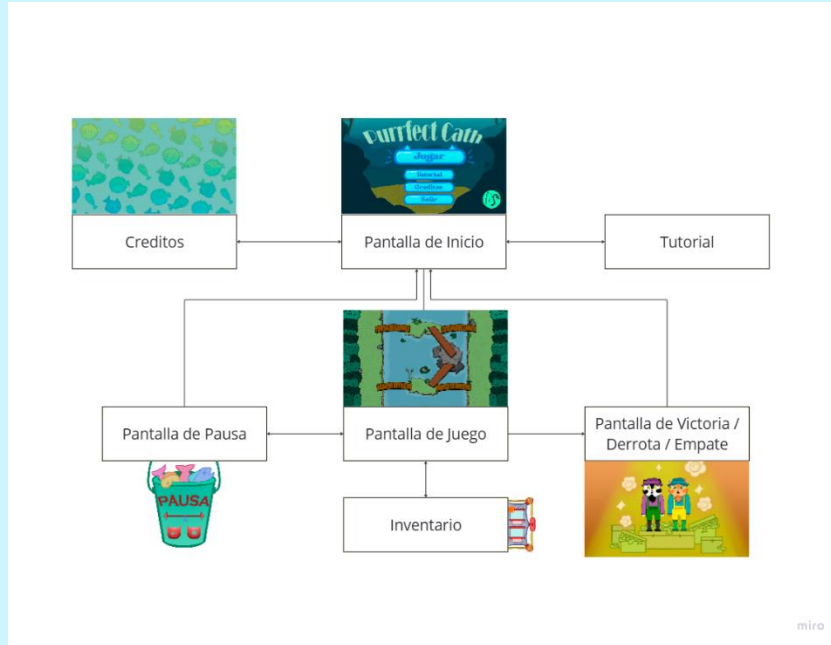 Purrfect Cath
Jugar
Tutorial
Creditos
Salir
Creditos
Pantalla de Inicio
Tutorial
Pantalla de Pausa
Pantalla de Juego
Pantalla de Victoria /
Derrota / Empate
PAUSA
Inventario
miro